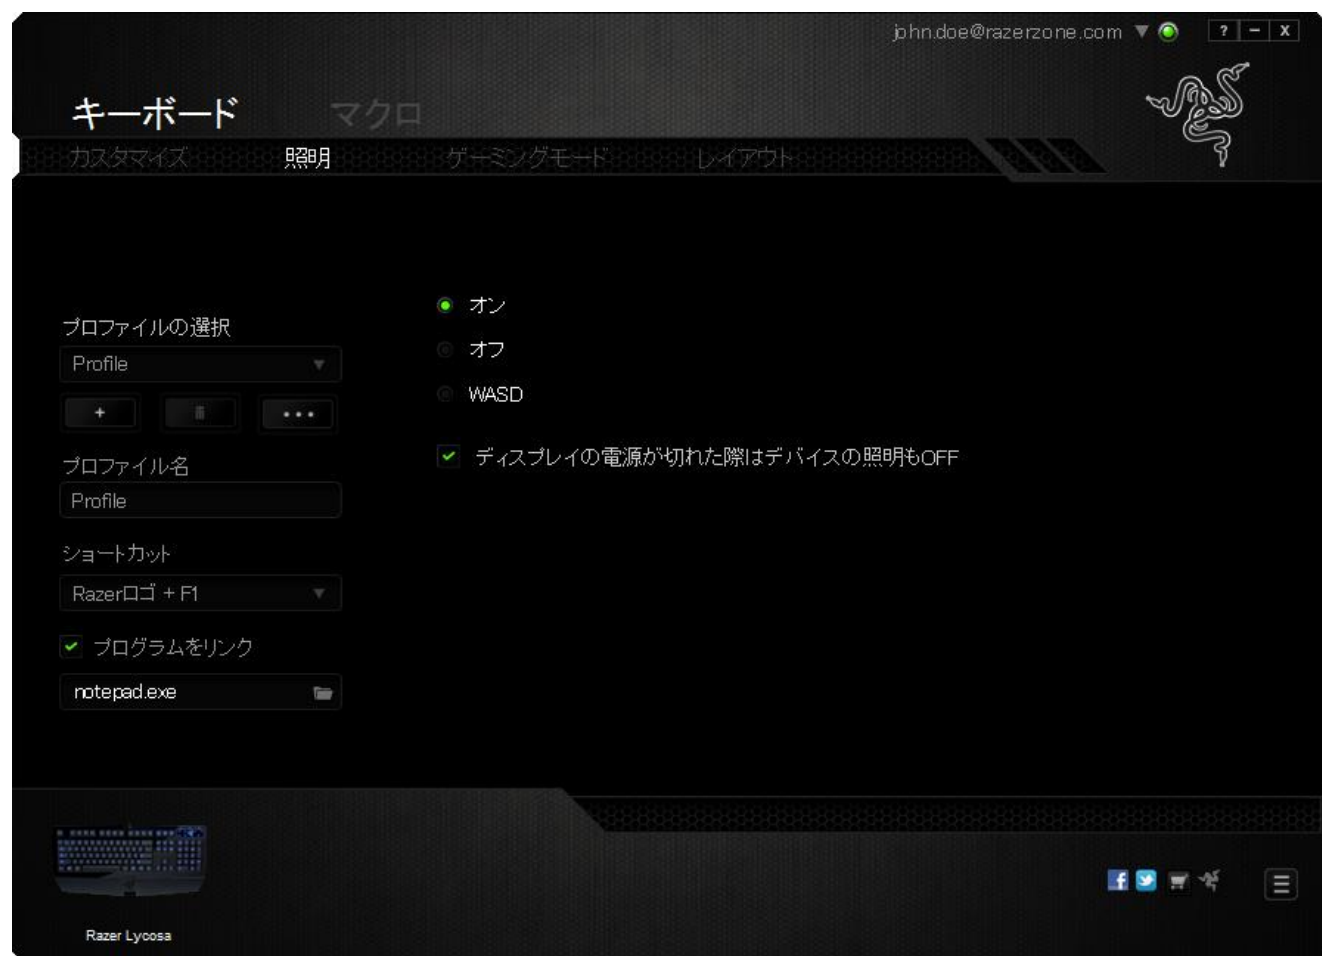 john.doe@razerzone.com
? − X
キーボード マクロ
カスタマイズ 照明 ゲーミングモード レイアウト
プロファイルの選択
Profile
+
プロファイル名
Profile
ショートカット
Razerロゴ + F1
プログラムをリンク
notepad.exe
オン
オフ
WASD
ディスプレイの電源が切れた際はデバイスの照明もOFF
Razer Lycosa